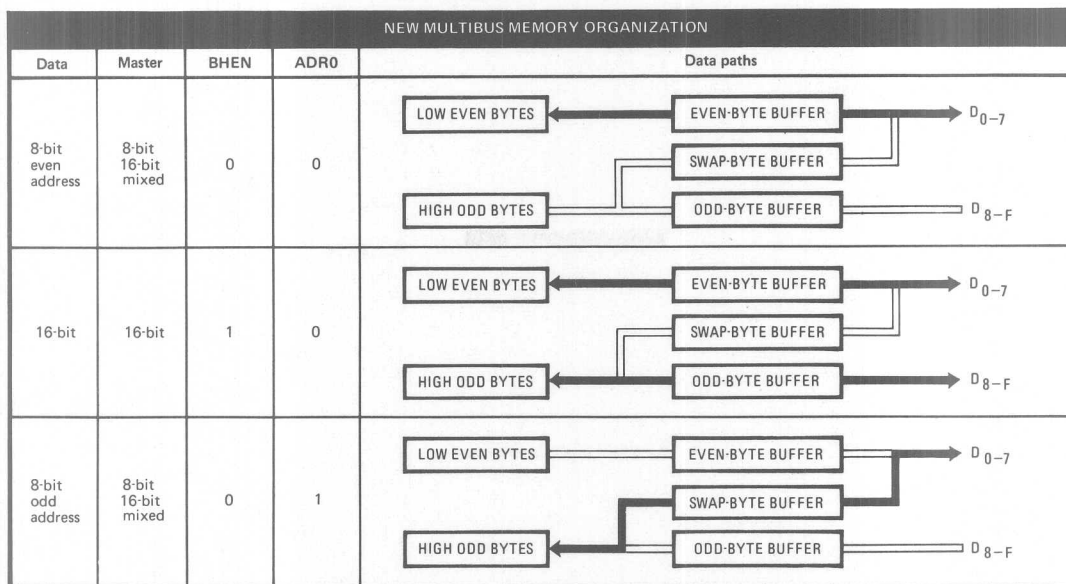 NEW MULTIBUS MEMORY ORGANIZATION
Data Master BHEN ADR0 Data paths
8-bit even address
8-bit 16-bit mixed
0 0
LOW EVEN BYTES EVEN-BYTE BUFFER D0–7
SWAP-BYTE BUFFER
HIGH ODD BYTES ODD-BYTE BUFFER D8–F
16-bit 16-bit 1 0
LOW EVEN BYTES EVEN-BYTE BUFFER D0–7
SWAP-BYTE BUFFER
HIGH ODD BYTES ODD-BYTE BUFFER D8–F
8-bit odd address
8-bit 16-bit mixed
0 1
LOW EVEN BYTES EVEN-BYTE BUFFER D0–7
SWAP-BYTE BUFFER
HIGH ODD BYTES ODD-BYTE BUFFER D8–F